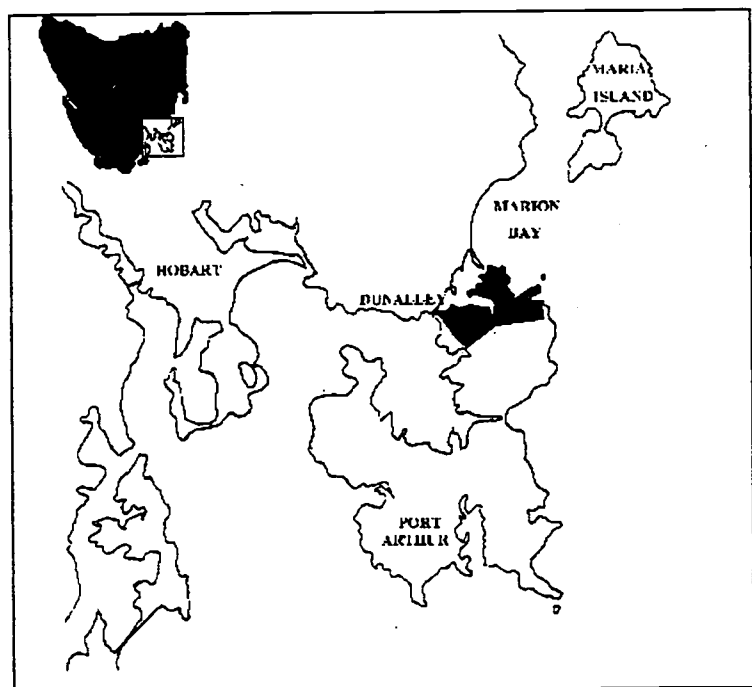 MARIA
ISLAND
MARION
BAY
HOBART
DUNALLEY
PORT
ARTHUR